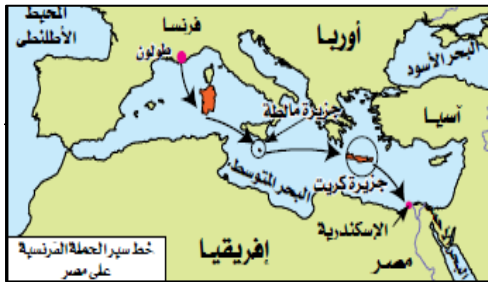 المحيط
الأطلنطى
فرنسا
طولون
أوربا
البحر الأسود
جزيرة مالطة
آسيا
البحر المتوسط
جزيرة كريت
الإسكندرية
إفريقيا
مصر
خط سير الحملة الفرنسية
على مصر